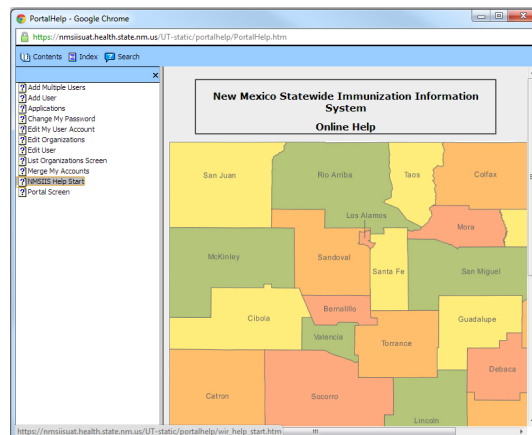 PortalHelp - Google Chrome
https://nmsiisuat.health.state.nm.us/UT-static/portalhelp/PortalHelp.htm
Contents Index Search
Add Multiple Users
Add User
Applications
Change My Password
Edit My User Account
Edit Organizations
Edit User
List Organizations Screen
Merge My Accounts
NMSIIS Help Start
Portal Screen
New Mexico Statewide Immunization Information
System
Online Help
San Juan
Rio Arriba
Taos
Colfax
Los Alamos
Mora
McKinley
Sandoval
Santa Fe
San Miguel
Bernalillo
Cibola
Guadalupe
Valencia
Torrance
Debaca
Catron
Socorro
Lincoln
https://nmsiisuat.health.state.nm.us/UT-static/portalhelp/wir_help_start.htm